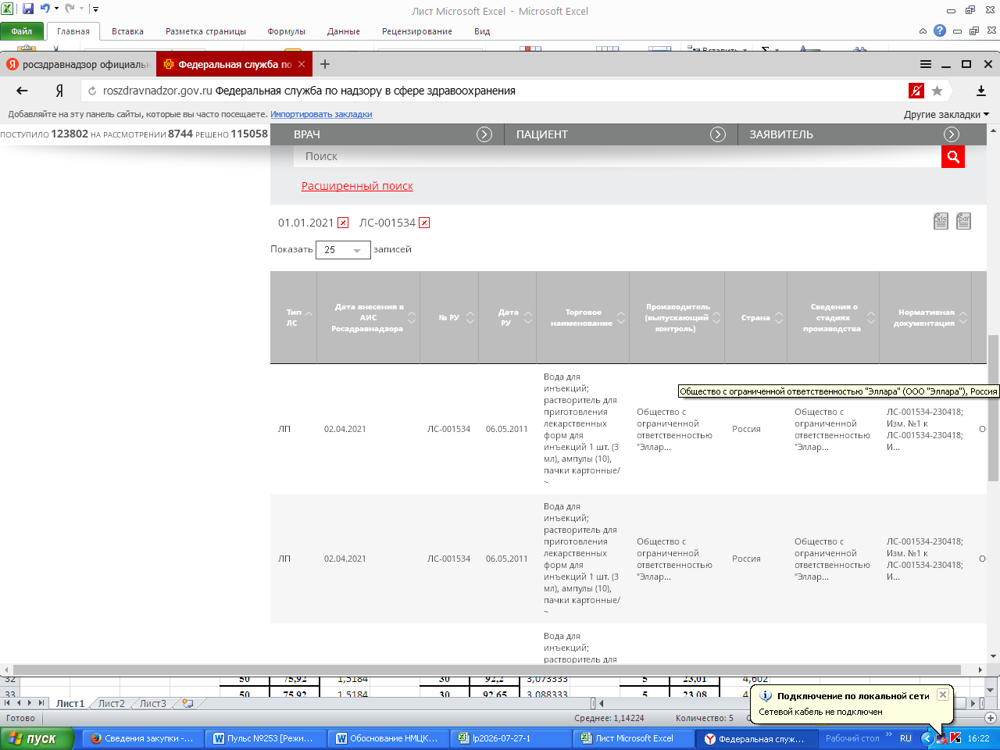 Лист Microsoft Excel - Microsoft Excel
Файл Главная Вставка Разметка страницы Формулы Данные Рецензирование Вид
Вставить
росздравнадзор официальн Федеральная служба по
roszdravnadzor.gov.ru Федеральная служба по надзору в сфере здравоохранения
Добавляйте на эту панель сайты, которые вы часто посещаете. Импортировать закладки Другие закладки
ПОСТУПИЛО 123802 НА РАССМОТРЕНИИ 8744 РЕШЕНО 115058
ВРАЧ ПАЦИЕНТ ЗАЯВИТЕЛЬ
Поиск
Расширенный поиск
01.01.2021 ЛС-001534
xls pdf
Показать 25 записей
Тип
ЛС
Дата внесения в
АИС
Росздравнадзора
№ РУ
Дата
РУ
Торговое
наименование
Производитель
(выпускающий
контроль)
Страна
Сведения о
стадиях
производства
Нормативная
документация
Общество с ограниченной ответственностью "Эллара" (ООО "Эллара"), Россия
ЛП
02.04.2021
ЛС-001534
06.05.2011
Вода для
инъекций;
растворитель для
приготовления
лекарственных
форм для
инъекций 1 шт. (3
мл), ампулы (10),
пачки картонные/
~
Общество с
ограниченной
ответственностью
"Эллар...
Россия
Общество с
ограниченной
ответственностью
"Эллар...
ЛС-001534-230418;
Изм. №1 к
ЛС-001534-230418;
И...
ЛП
02.04.2021
ЛС-001534
06.05.2011
Вода для
инъекций;
растворитель для
приготовления
лекарственных
форм для
инъекций 1 шт. (3
мл), ампулы (10),
пачки картонные/
~
Общество с
ограниченной
ответственностью
"Эллар...
Россия
Общество с
ограниченной
ответственностью
"Эллар...
ЛС-001534-230418;
Изм. №1 к
ЛС-001534-230418;
И...
Вода для
инъекций;
растворитель для
32 50 75,92 1,5184 30 92,2 3,073333 5 23,01 4,602
33 50 75,92 1,5184 30 92,65 3,088333 5 23,08
Лист1 Лист2 Лист3
Готово Среднее: 1,14224 Количество: 5
Подключение по локальной сети
Сетевой кабель не подключен
пуск Сведения закупки -... Пульс №253 [Режи... Обоснование НМЦК... lp2026-07-27-1 Лист Microsoft Excel Федеральная служ... Рабочий стол RU 16:22